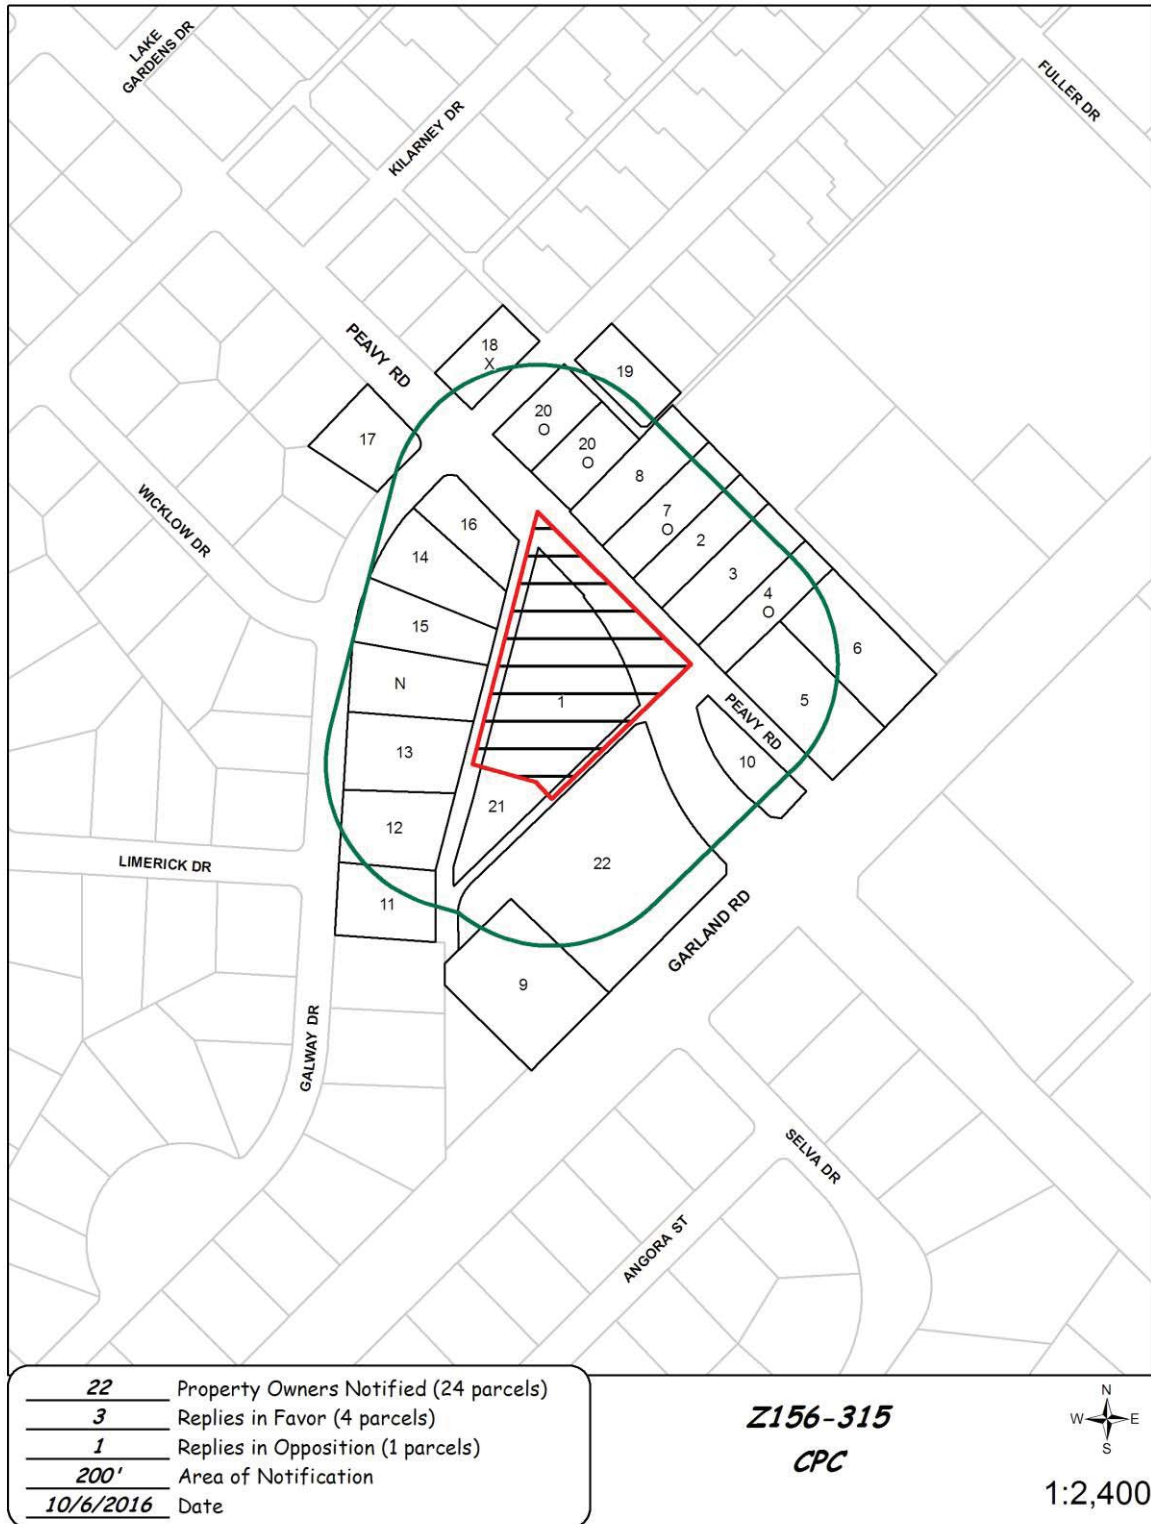 LAKE
GARDENS DR
FULLER DR
KILARNEY DR
PEAVY RD
18
X
19
20
O
20
O
17
8
7
O
2
16
WICKLOW DR
14
3
4
O
15
6
N
5
1
PEAVY RD
13
10
21
12
LIMERICK DR
22
11
GARLAND RD
9
GALWAY DR
SELVA DR
ANGORA ST
22 Property Owners Notified (24 parcels)
3 Replies in Favor (4 parcels)
1 Replies in Opposition (1 parcels)
200' Area of Notification
10/6/2016 Date
Z156-315
CPC
N
W E
S
1:2,400